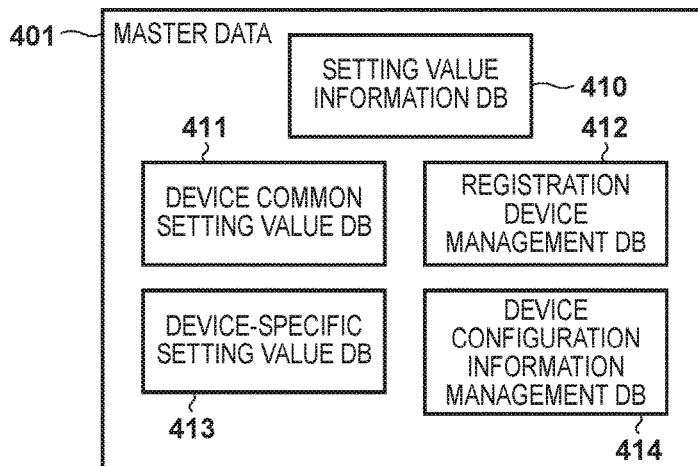 401
MASTER DATA
SETTING VALUE
INFORMATION DB
410
411
412
DEVICE COMMON
SETTING VALUE DB
REGISTRATION
DEVICE
MANAGEMENT DB
DEVICE-SPECIFIC
SETTING VALUE DB
DEVICE
CONFIGURATION
INFORMATION
MANAGEMENT DB
413
414